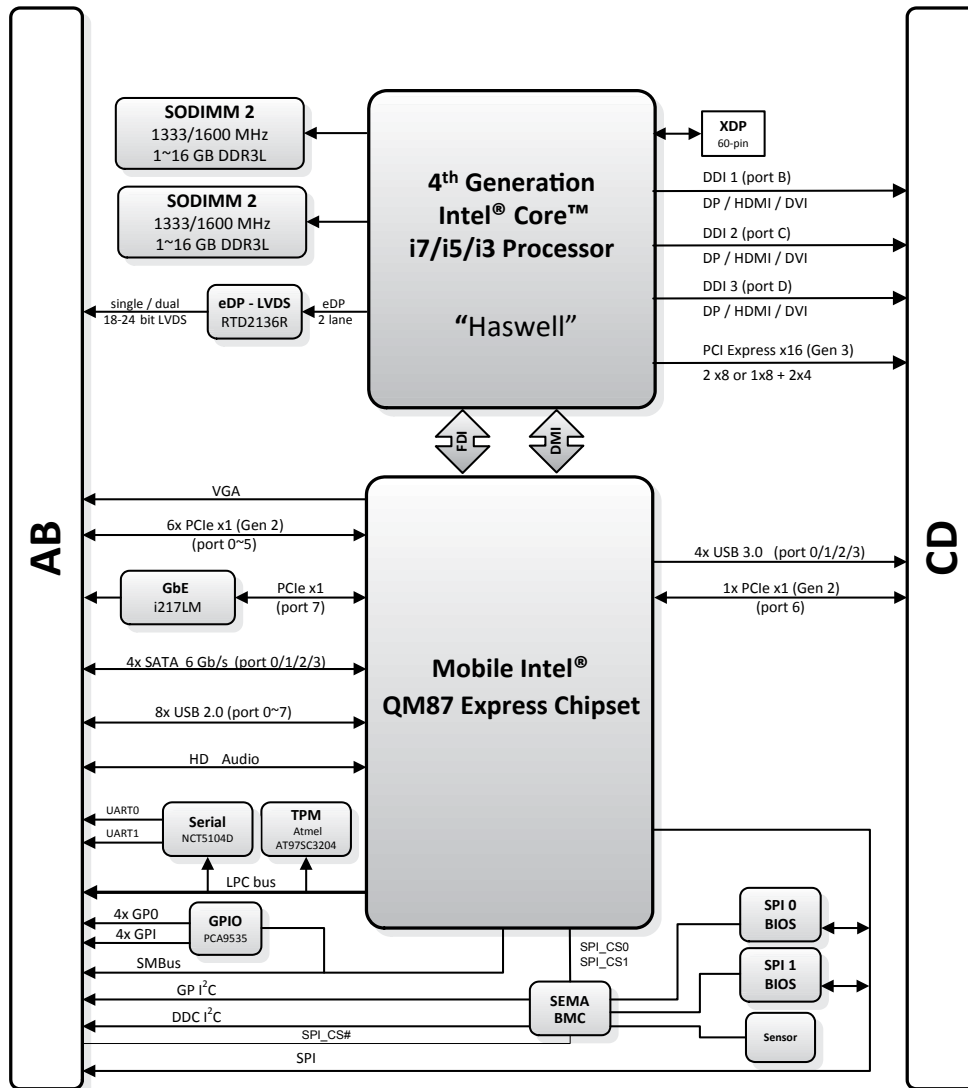 AB
CD
SODIMM 2
1333/1600 MHz
1~16 GB DDR3L
SODIMM 2
1333/1600 MHz
1~16 GB DDR3L
single / dual
18-24 bit LVDS
eDP - LVDS
RTD2136R
eDP
2 lane
4th Generation
Intel® Core™
i7/i5/i3 Processor
“Haswell”
XDP
60-pin
DDI 1 (port B)
DP / HDMI / DVI
DDI 2 (port C)
DP / HDMI / DVI
DDI 3 (port D)
DP / HDMI / DVI
PCI Express x16 (Gen 3)
2 x8 or 1x8 + 2x4
FDI
DMI
VGA
6x PCIe x1 (Gen 2)
(port 0~5)
GbE
i217LM
PCIe x1
(port 7)
4x SATA 6 Gb/s (port 0/1/2/3)
8x USB 2.0 (port 0~7)
HD Audio
Mobile Intel®
QM87 Express Chipset
4x USB 3.0 (port 0/1/2/3)
1x PCIe x1 (Gen 2)
(port 6)
UART0
UART1
Serial
NCT5104D
TPM
Atmel
AT97SC3204
LPC bus
4x GP0
4x GPI
GPIO
PCA9535
SMBus
GP I²C
DDC I²C
SPI_CS#
SPI
SPI_CS0
SPI_CS1
SEMA
BMC
SPI 0
BIOS
SPI 1
BIOS
Sensor